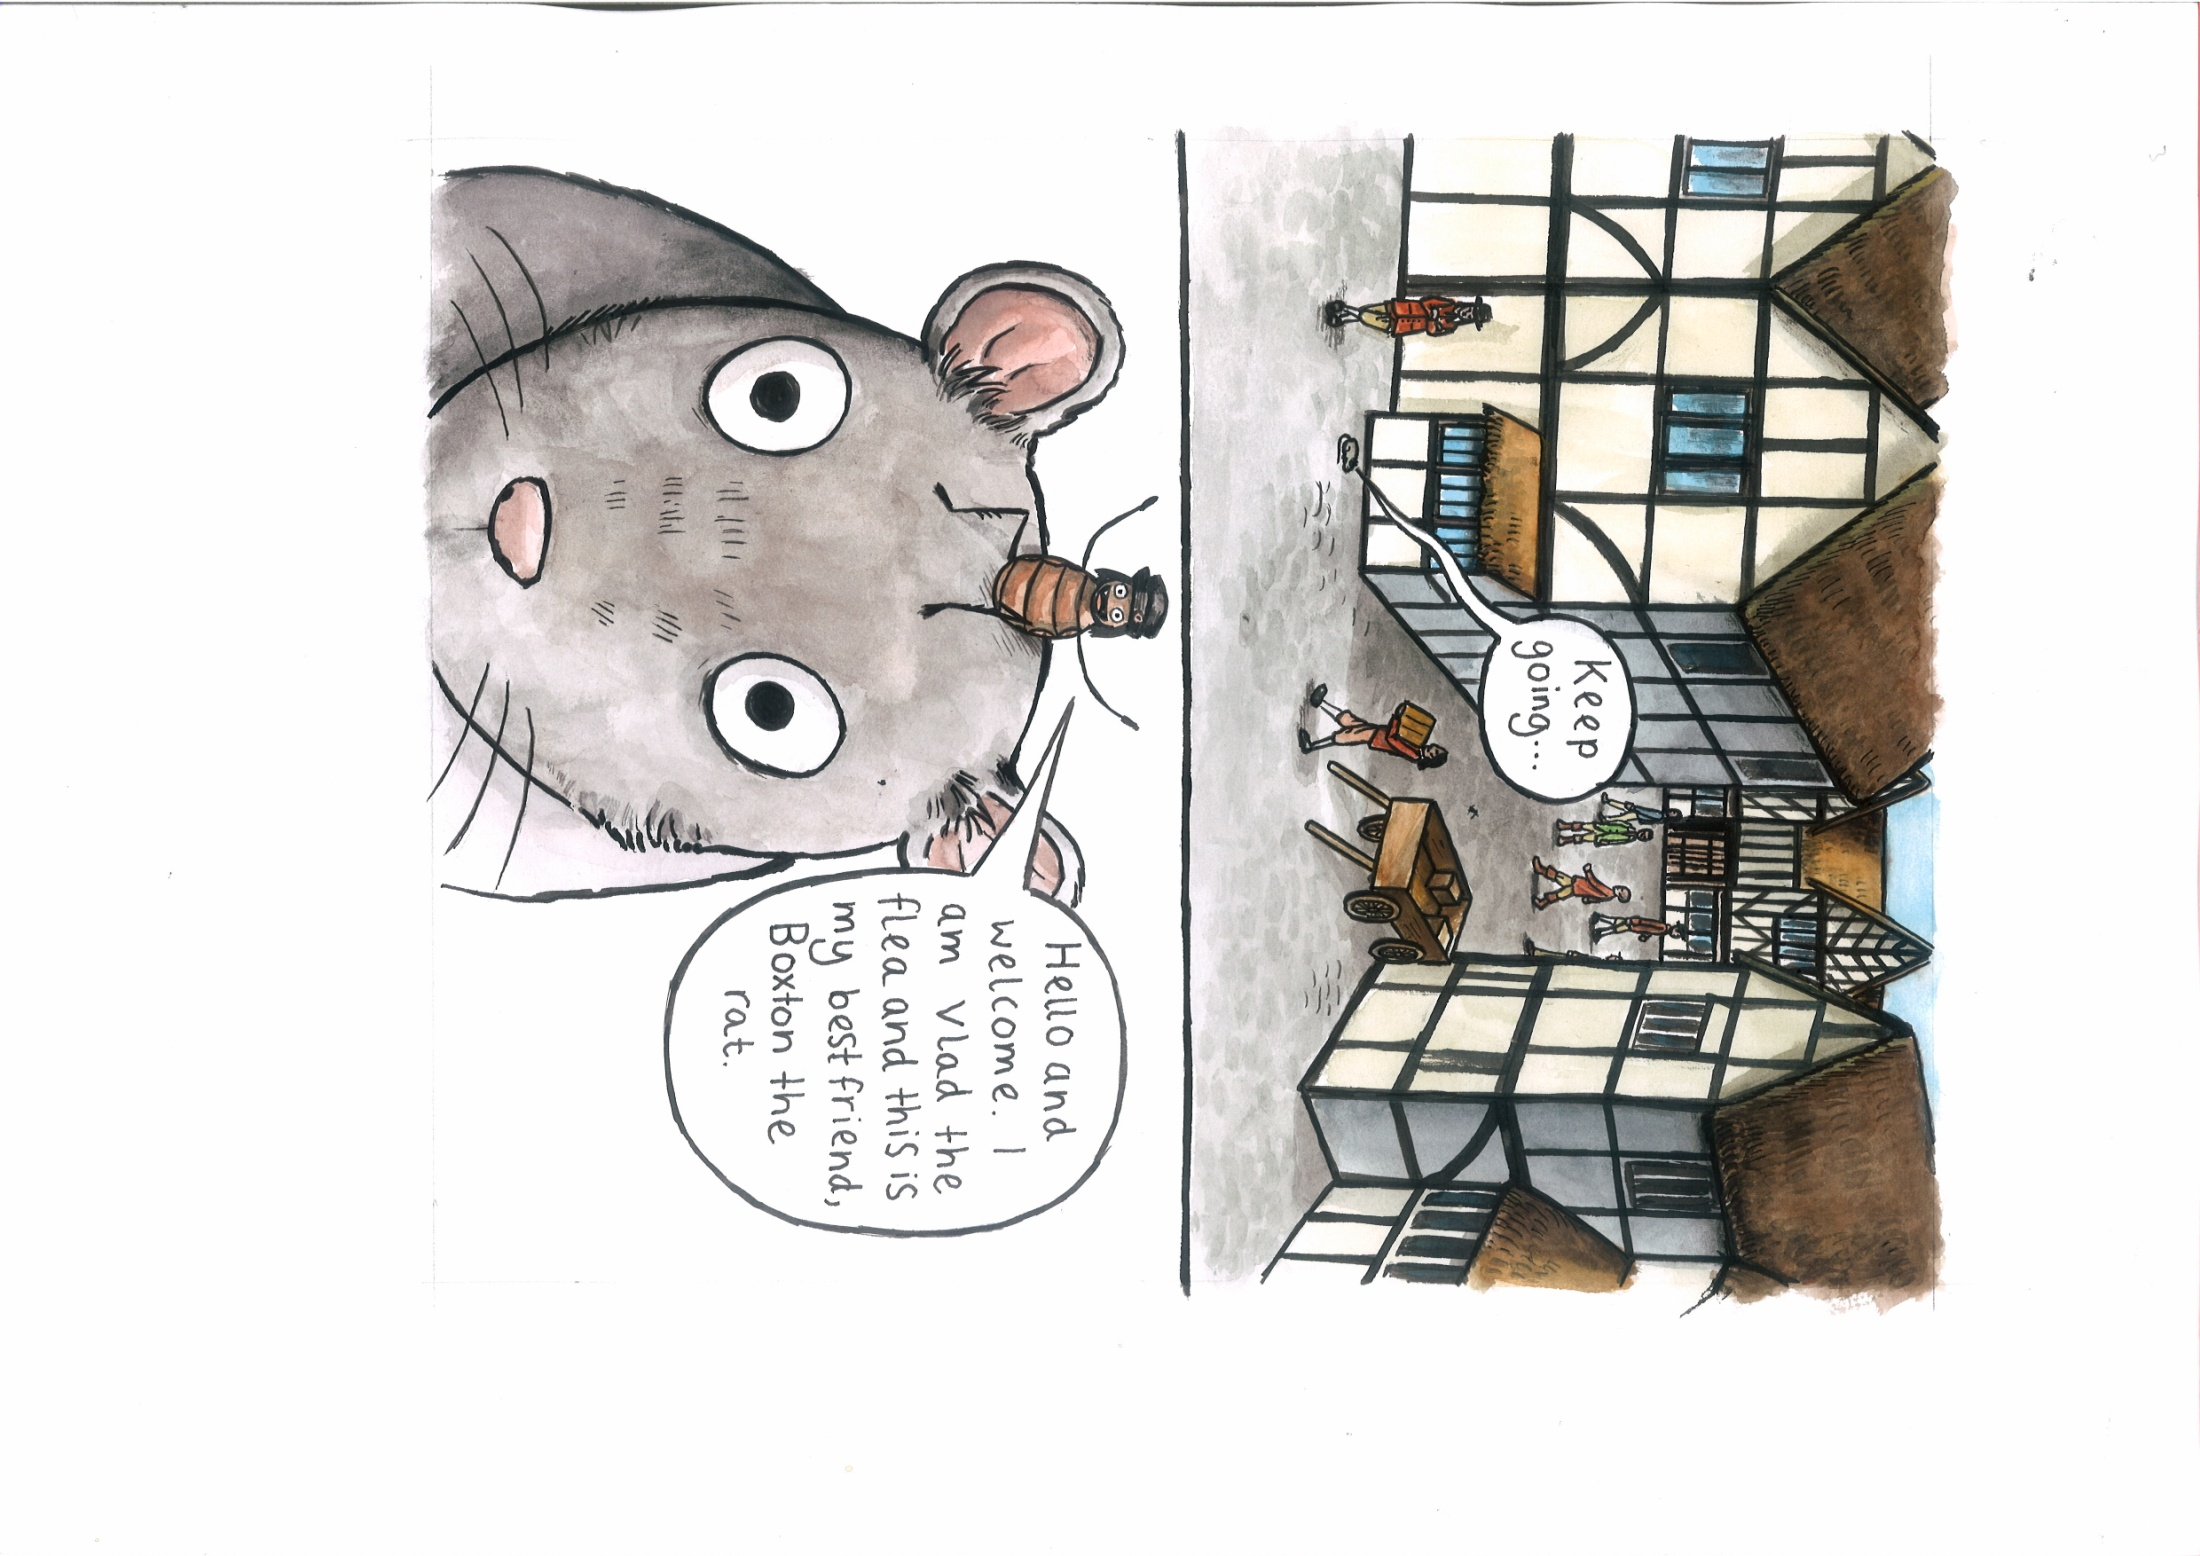 Keep
going...
Hello and
welcome. I
am Vlad the
flea and this is
my best friend,
Boxton the
rat.